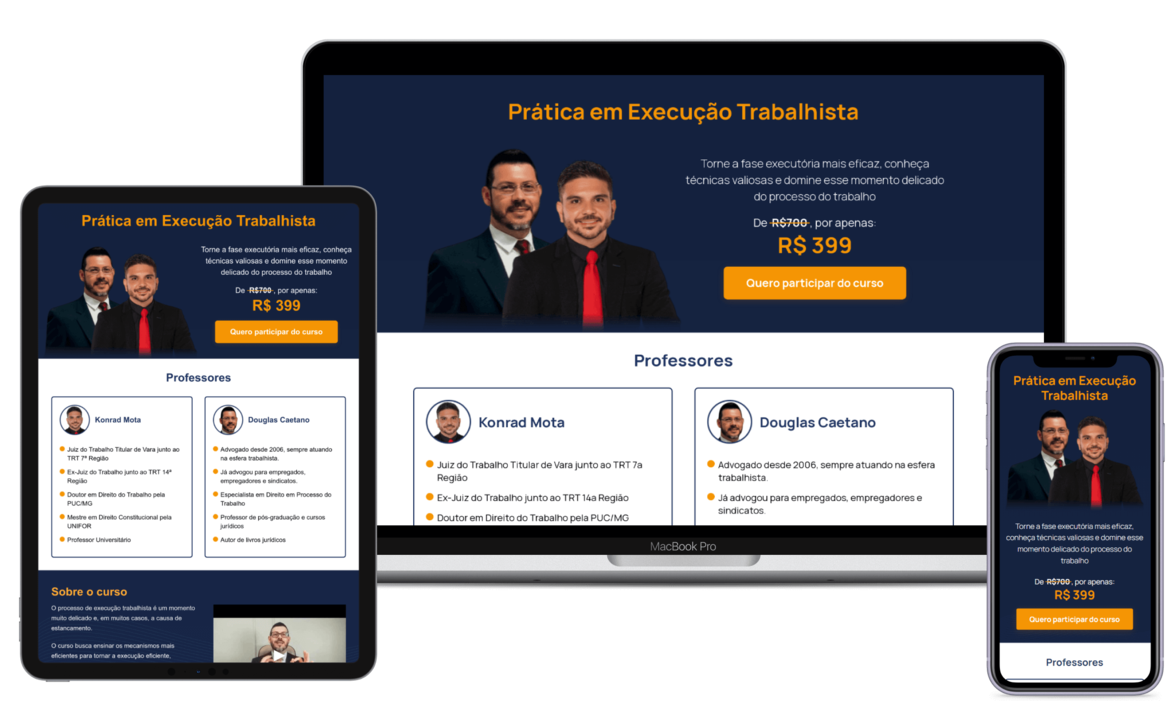 Prática em Execução Trabalhista
Torne a fase executória mais eficaz, conheça
técnicas valiosas e domine esse momento delicado
do processo do trabalho
De R$700, por apenas:
R$ 399
Quero participar do curso
Professores
Konrad Mota
Juiz do Trabalho Titular de Vara junto ao TRT 7a
Região
Ex-Juiz do Trabalho junto ao TRT 14a Região
Doutor em Direito do Trabalho pela PUC/MG
Douglas Caetano
Advogado desde 2006, sempre atuando na esfera
trabalhista.
Já advogou para empregados, empregadores e
sindicatos.
MacBook Pro
Prática em Execução Trabalhista
Torne a fase executória mais eficaz, conheça
técnicas valiosas e domine esse momento
delicado do processo do trabalho
De R$700, por apenas:
R$ 399
Quero participar do curso
Professores
Konrad Mota
Juiz do Trabalho Titular de Vara junto ao
TRT 7ª Região
Ex-Juiz do Trabalho junto ao TRT 14ª
Região
Doutor em Direito do Trabalho pela
PUC/MG
Mestre em Direito Constitucional pela
UNIFOR
Professor Universitário
Douglas Caetano
Advogado desde 2006, sempre atuando
na esfera trabalhista.
Já advogou para empregados,
empregadores e sindicatos.
Especialista em Direito em Processo do
Trabalho
Professor de pós-graduação e cursos
jurídicos
Autor de livros jurídicos
Sobre o curso
O processo de execução trabalhista é um momento
muito delicado e, em muitos casos, a causa de
estancamento.
O curso busca ensinar os mecanismos mais
eficientes para tornar a execução eficiente,
Prática em Execução
Trabalhista
Torne a fase executória mais eficaz,
conheça técnicas valiosas e domine esse
momento delicado do processo do
trabalho
De R$700, por apenas:
R$ 399
Quero participar do curso
Professores